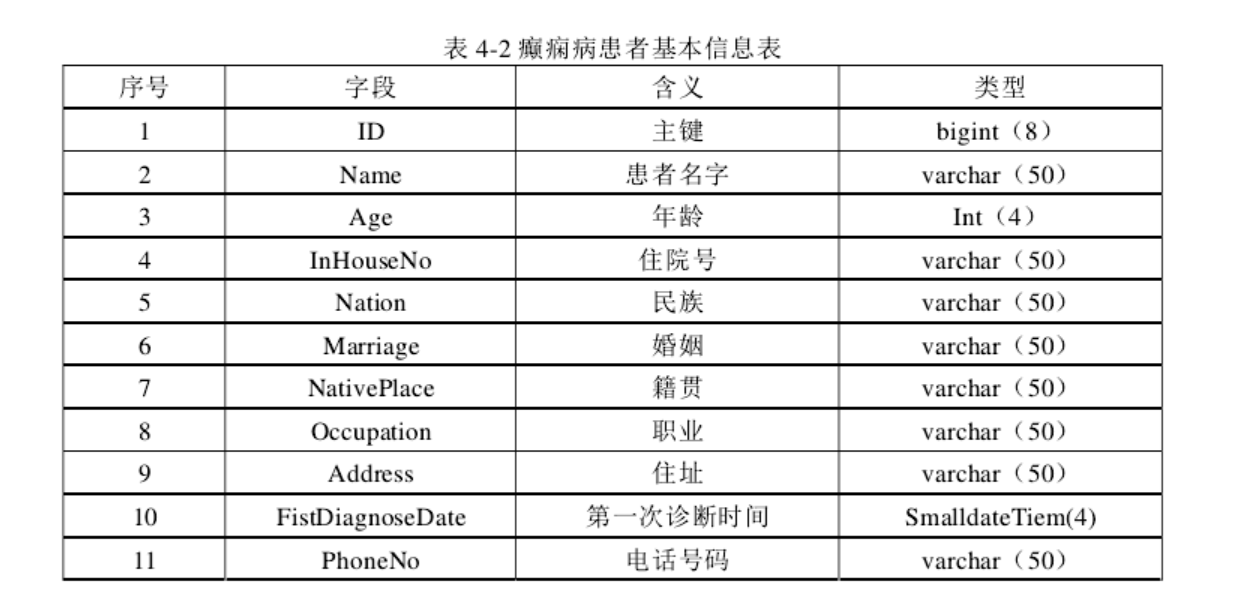 表 4-2 癫痫病患者基本信息表
序号 字段 含义 类型
1 ID 主键 bigint（8）
2 Name 患者名字 varchar（50）
3 Age 年龄 Int（4）
4 InHouseNo 住院号 varchar（50）
5 Nation 民族 varchar（50）
6 Marriage 婚姻 varchar（50）
7 NativePlace 籍贯 varchar（50）
8 Occupation 职业 varchar（50）
9 Address 住址 varchar（50）
10 FistDiagnoseDate 第一次诊断时间 SmalldateTiem(4)
11 PhoneNo 电话号码 varchar（50）